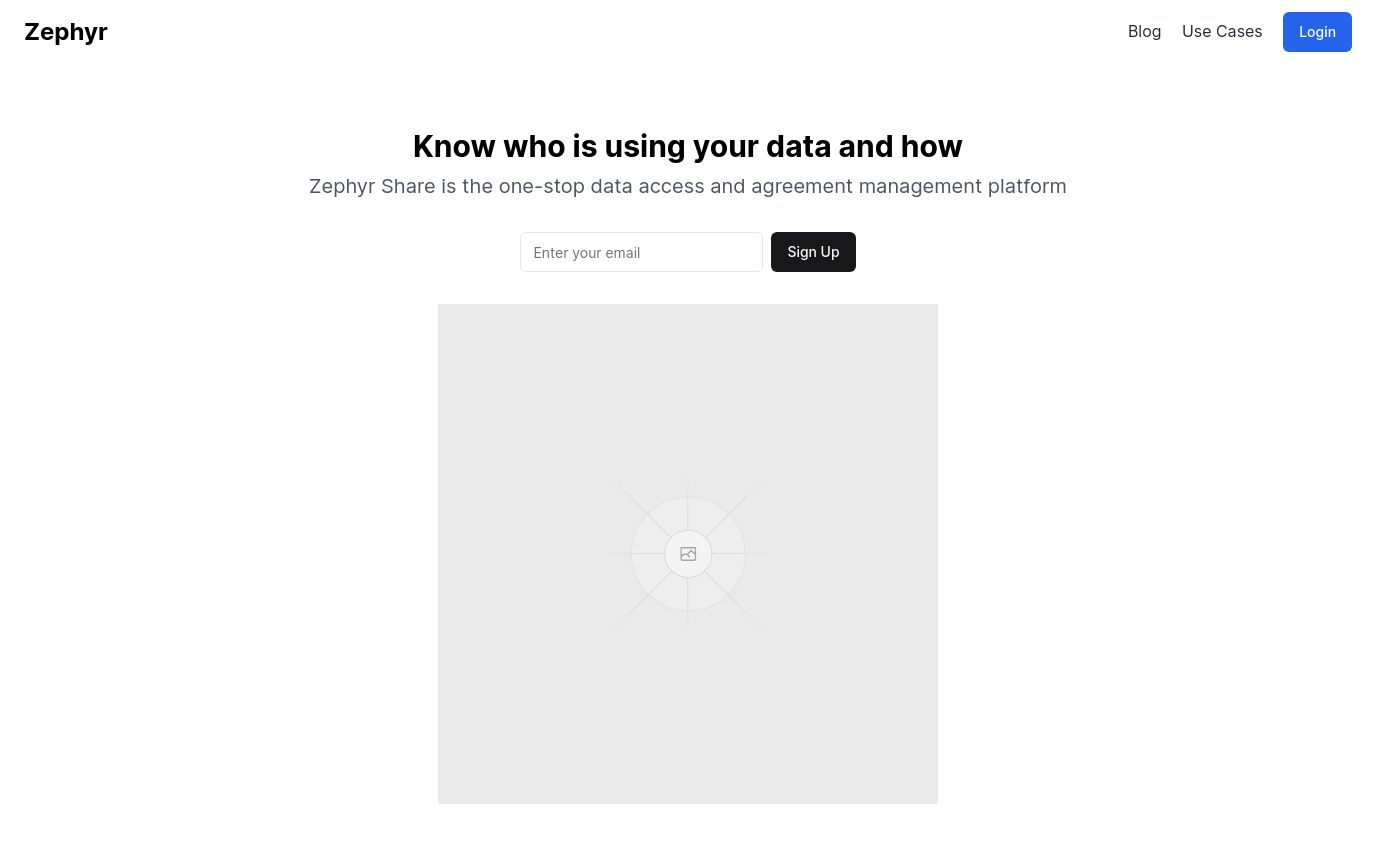 Zephyr
Blog
Use Cases
Login
Know who is using your data and how
Zephyr Share is the one-stop data access and agreement management platform
Enter your email
Sign Up